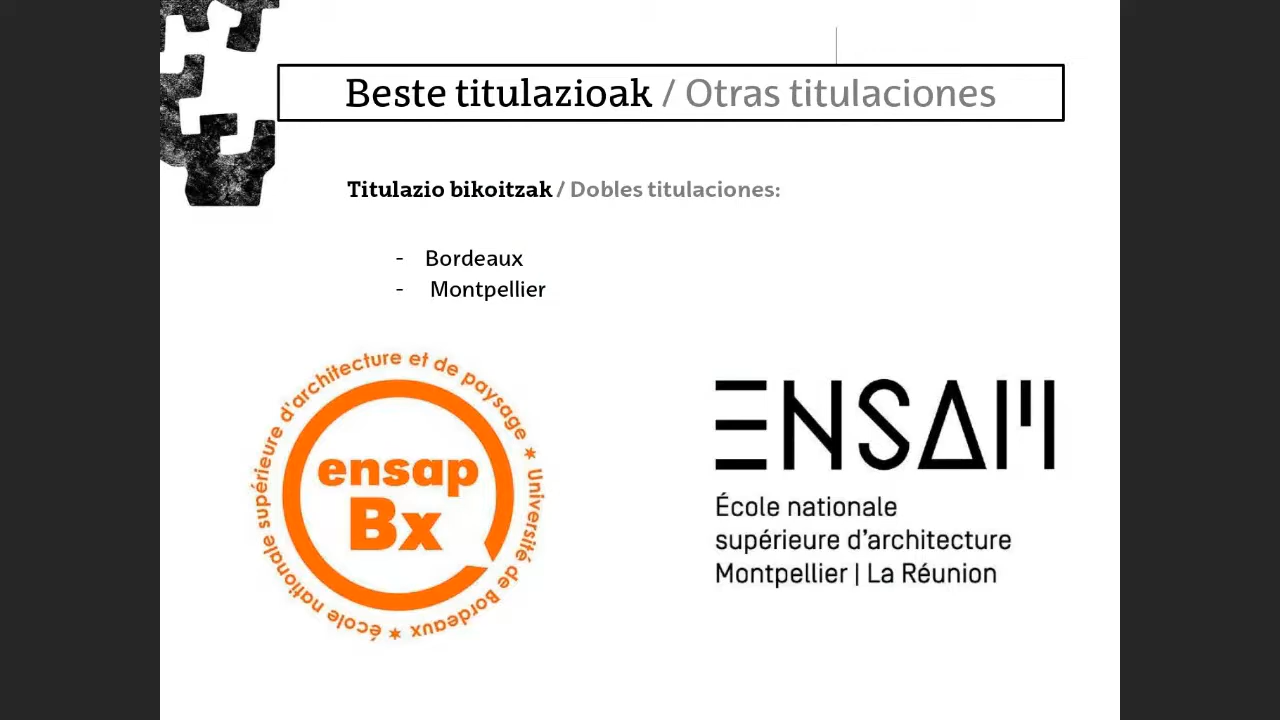 Beste titulazioak / Otras titulaciones
Titulazio bikoitzak / Dobles titulaciones:
- Bordeaux
- Montpellier
école nationale supérieure d'architecture et de paysage * Université de Bordeaux *
ensap
Bx
ENSAM
École nationale
supérieure d’architecture
Montpellier | La Réunion